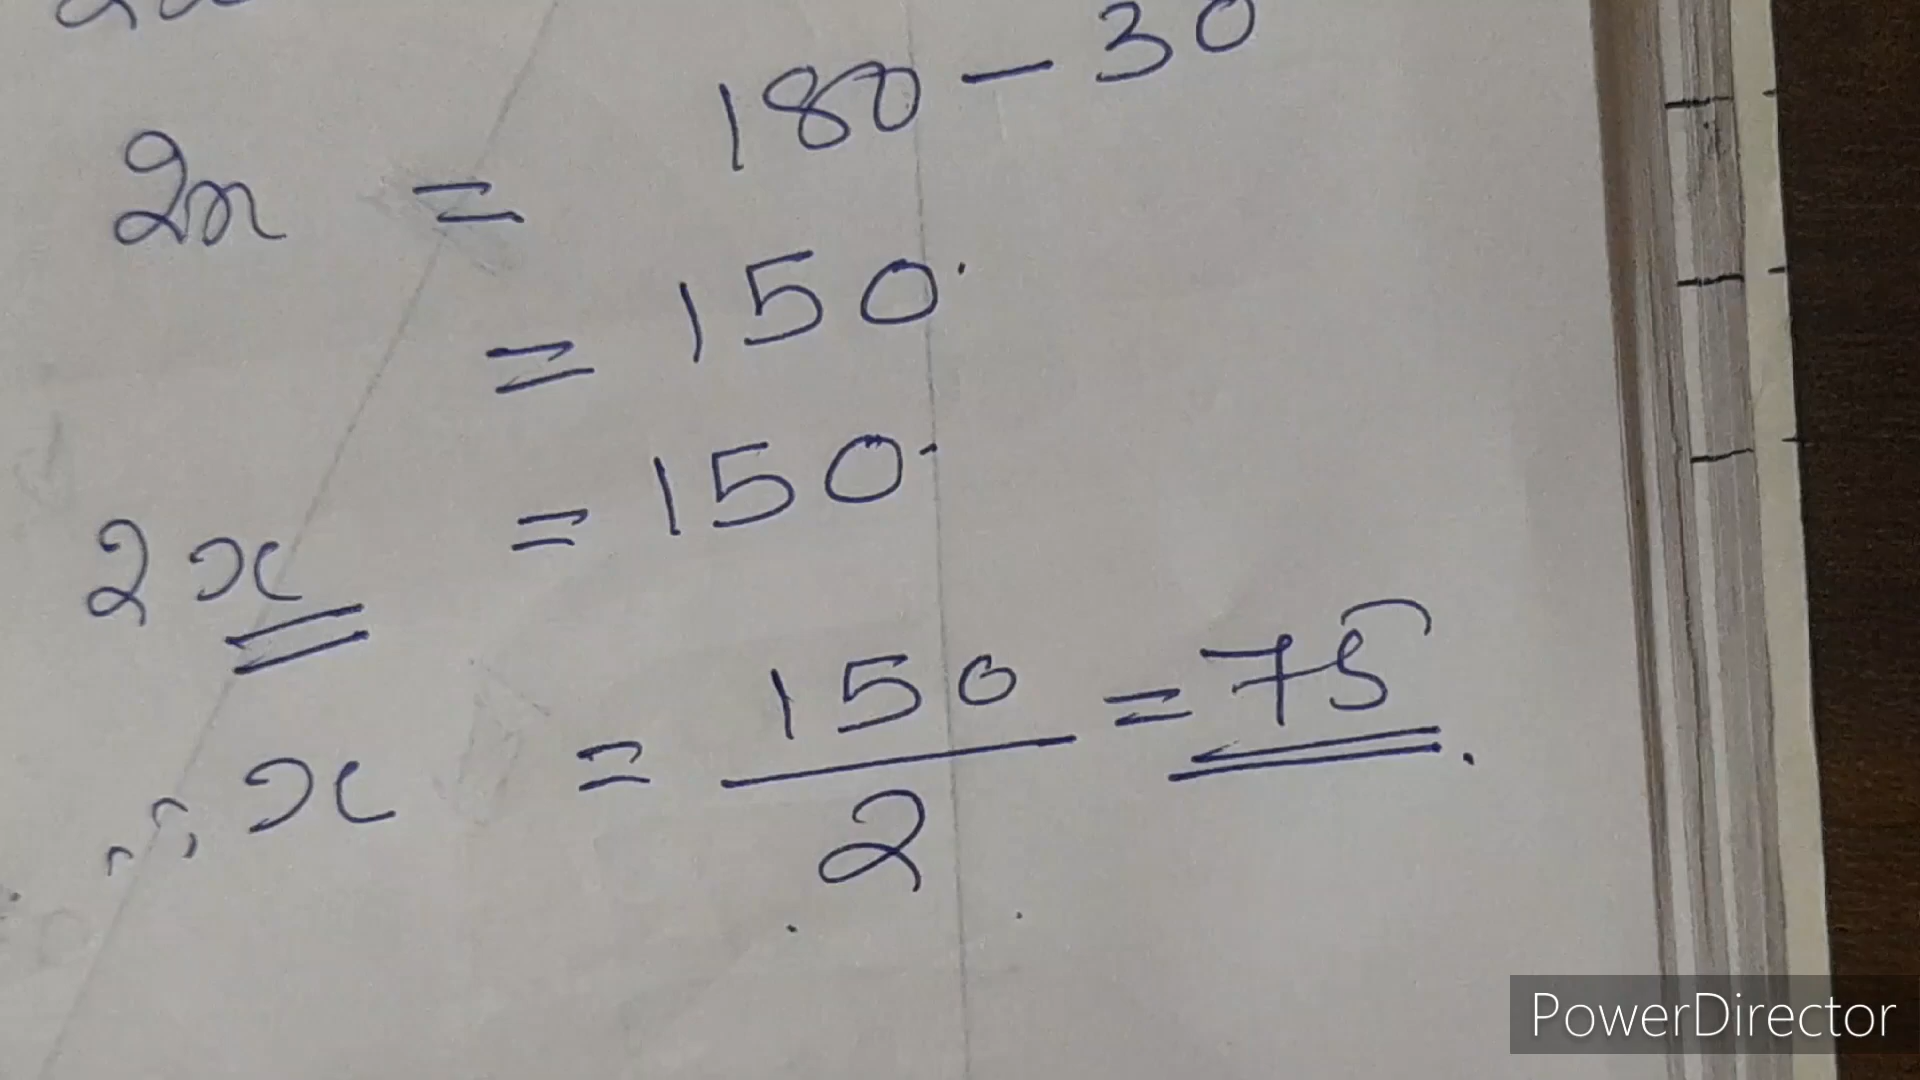 2x = 180 - 30
= 150
2x = 150
∴ x = 150/2 = 75.
PowerDirector